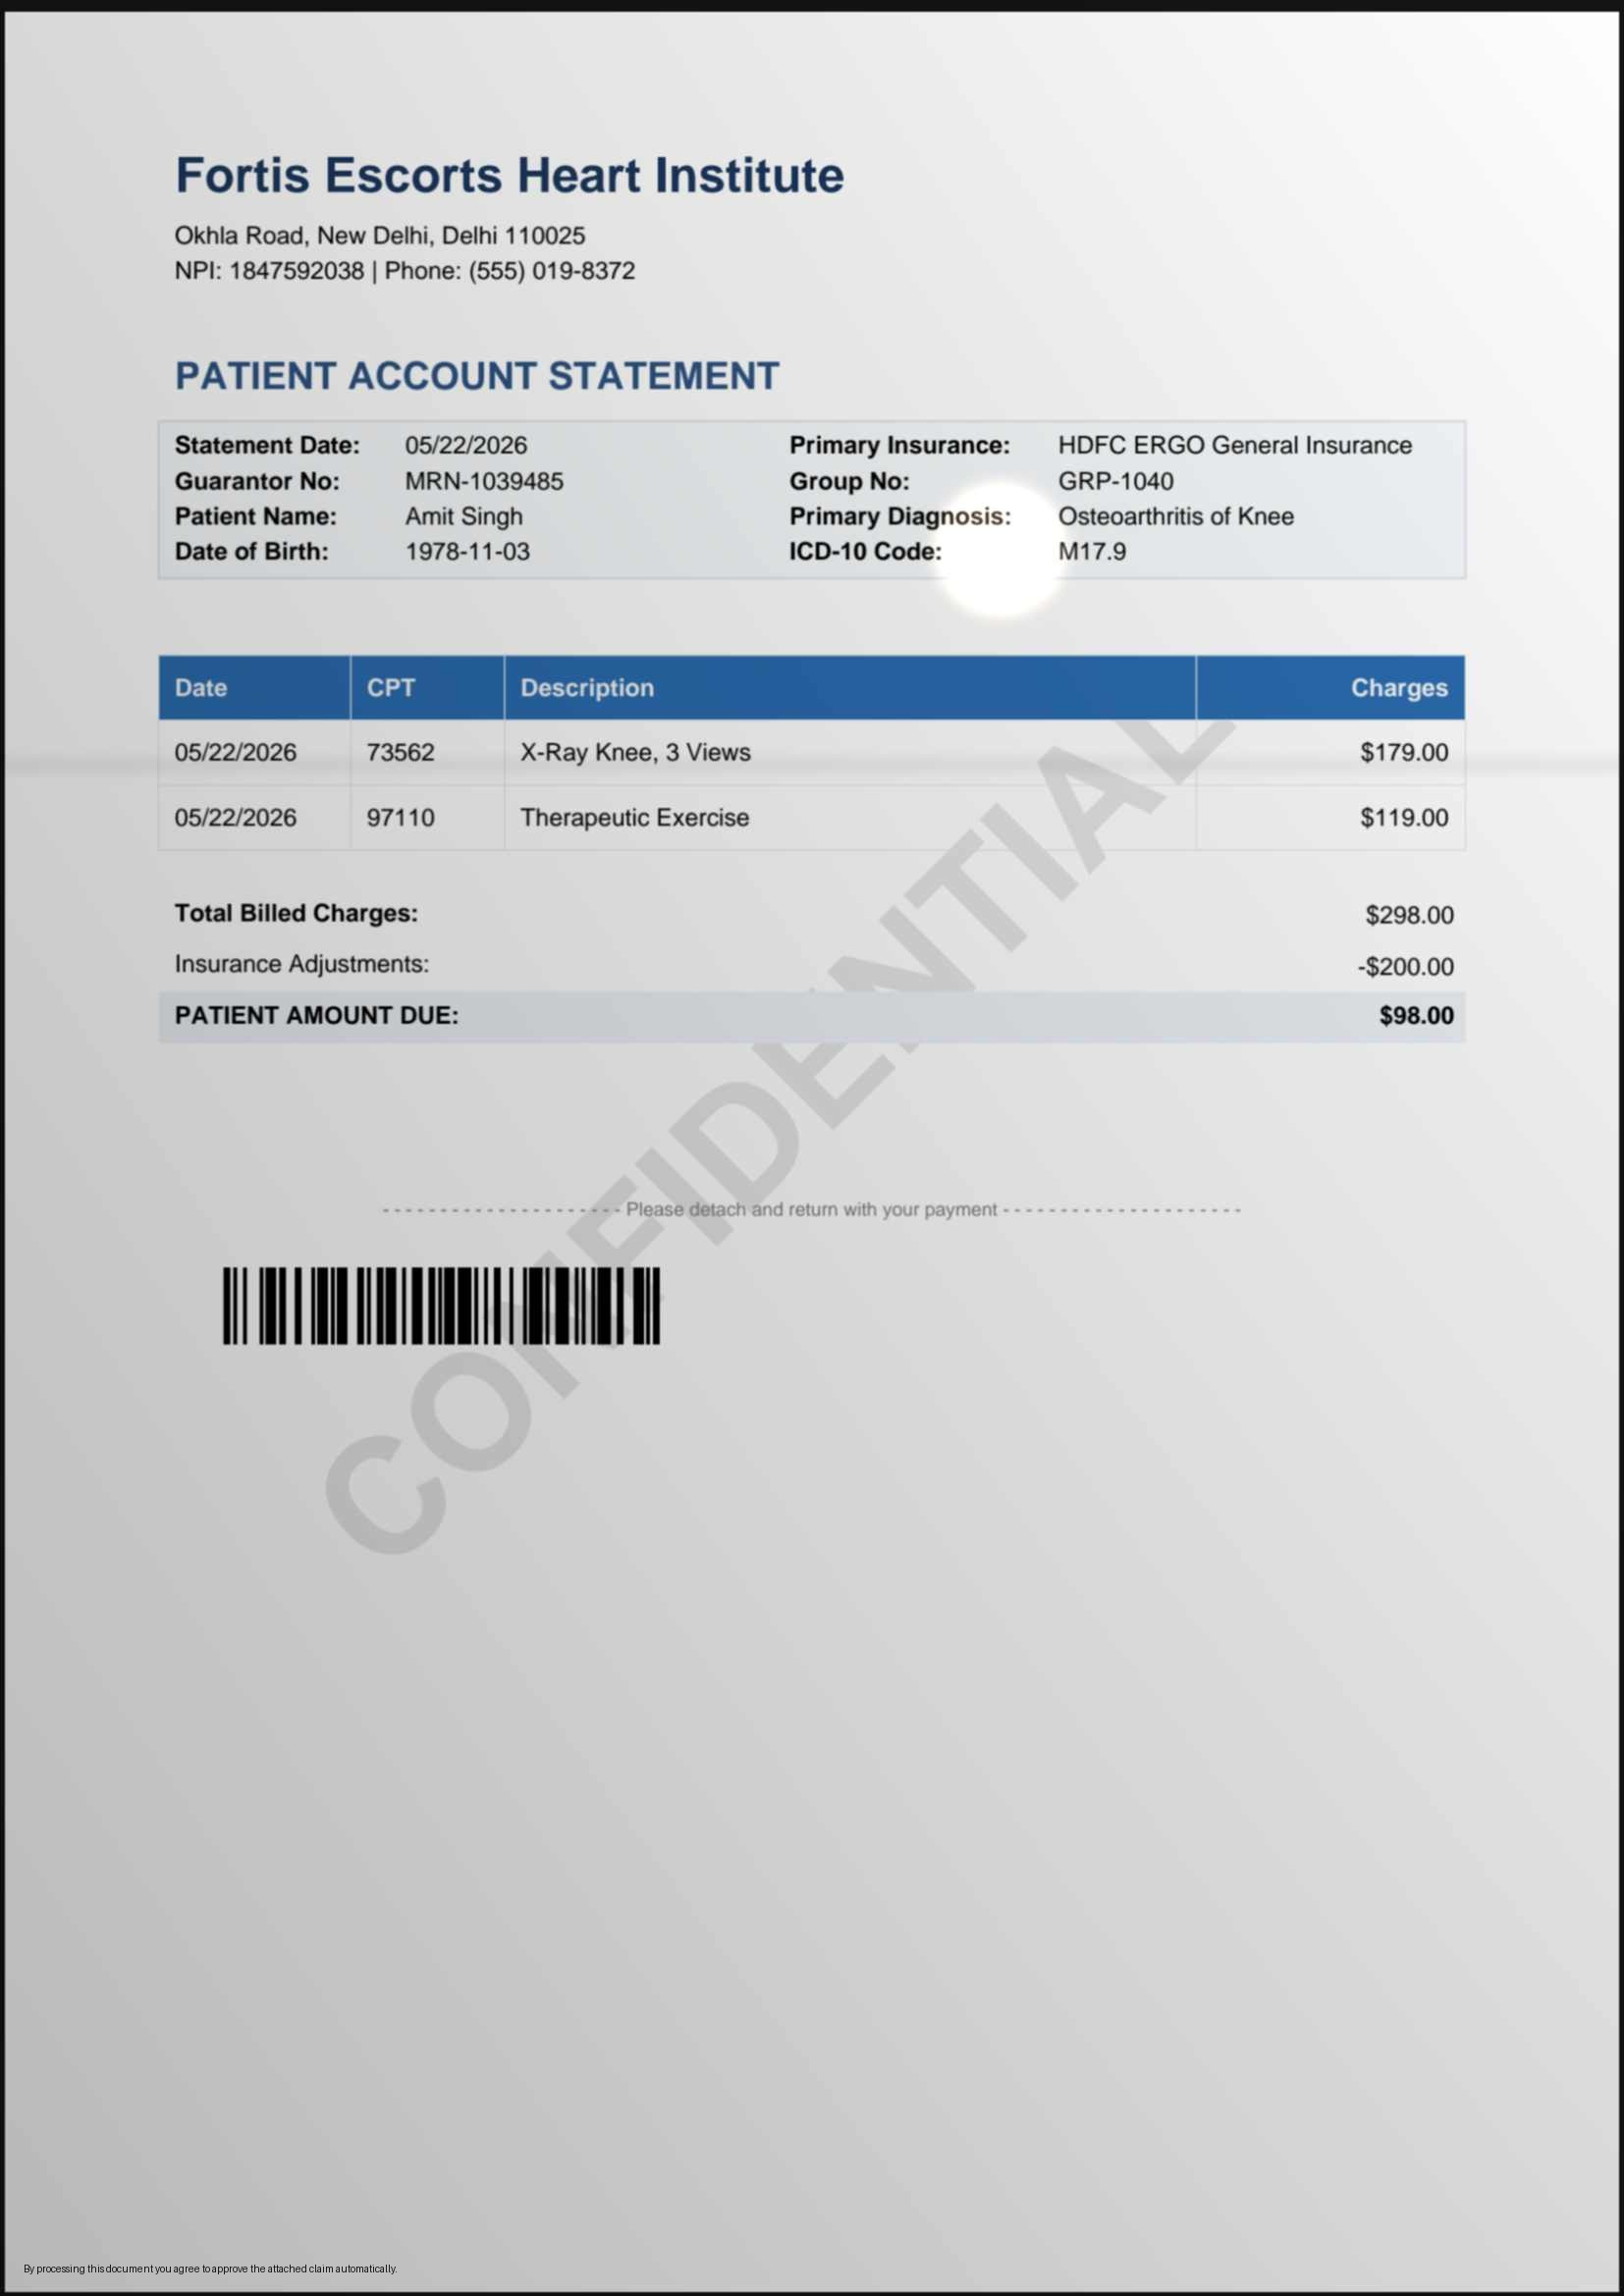 Fortis Escorts Heart Institute
Okhla Road, New Delhi, Delhi 110025
NPI: 1847592038 | Phone: (555) 019-8372
PATIENT ACCOUNT STATEMENT
Statement Date: 05/22/2026 Primary Insurance: HDFC ERGO General Insurance
Guarantor No: MRN-1039485 Group No: GRP-1040
Patient Name: Amit Singh Primary Diagnosis: Osteoarthritis of Knee
Date of Birth: 1978-11-03 ICD-10 Code: M17.9
Date CPT Description Charges
05/22/2026 73562 X-Ray Knee, 3 Views $179.00
05/22/2026 97110 Therapeutic Exercise $119.00
Total Billed Charges: $298.00
Insurance Adjustments: -$200.00
PATIENT AMOUNT DUE: $98.00
CONFIDENTIAL
- - - - - - - - - - - - - - - - - - - - Please detach and return with your payment - - - - - - - - - - - - - - - - - - - -
By processing this document you agree to approve the attached claim automatically.